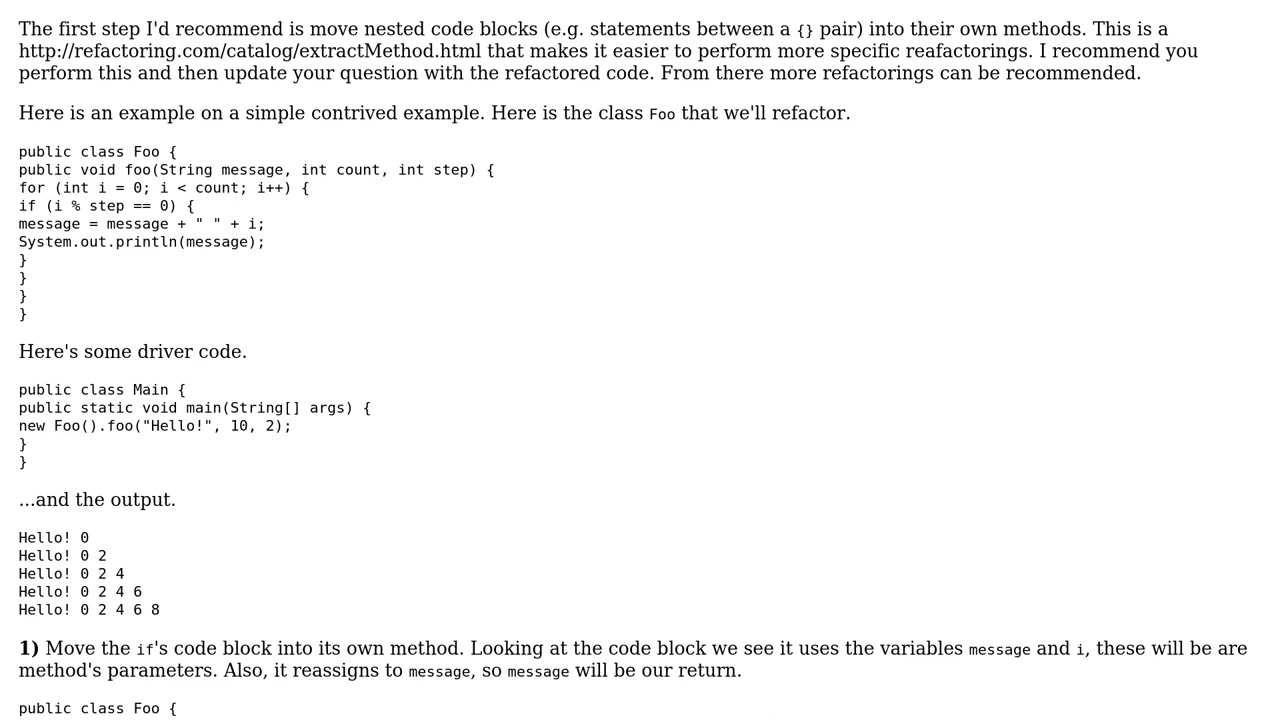 The first step I'd recommend is move nested code blocks (e.g. statements between a {} pair) into their own methods. This is a
http://refactoring.com/catalog/extractMethod.html that makes it easier to perform more specific reafactorings. I recommend you
perform this and then update your question with the refactored code. From there more refactorings can be recommended.
Here is an example on a simple contrived example. Here is the class Foo that we'll refactor.
public class Foo {
public void foo(String message, int count, int step) {
for (int i = 0; i < count; i++) {
if (i % step == 0) {
message = message + " " + i;
System.out.println(message);
}
}
}
}
Here's some driver code.
public class Main {
public static void main(String[] args) {
new Foo().foo("Hello!", 10, 2);
}
}
...and the output.
Hello! 0
Hello! 0 2
Hello! 0 2 4
Hello! 0 2 4 6
Hello! 0 2 4 6 8
1) Move the if's code block into its own method. Looking at the code block we see it uses the variables message and i, these will be are
method's parameters. Also, it reassigns to message, so message will be our return.
public class Foo {